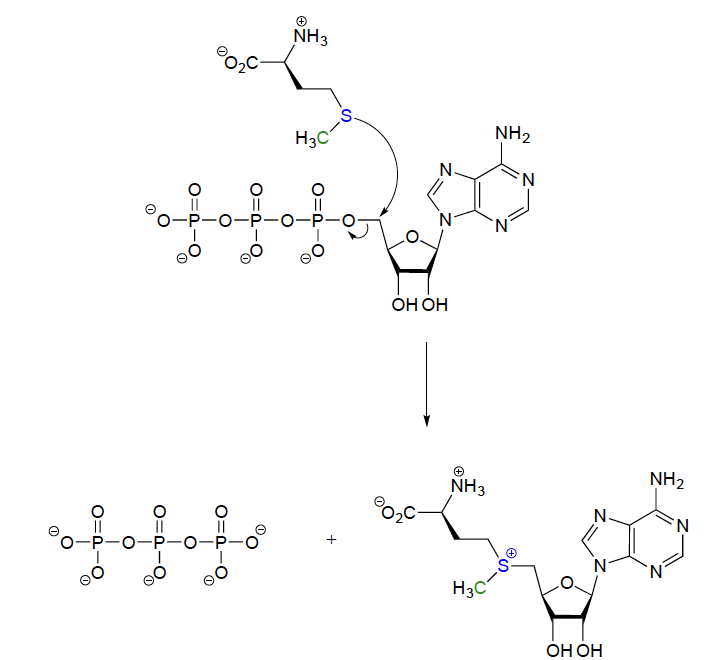 ⊕
NH3
⊖O2C
S
H3C
NH2
N N
N N
O O O
⊖O P O P O P O
O O O
⊖ ⊖ ⊖
O
OH OH
NH2
⊕
NH3
⊖O2C
⊕
S
H3C
N N
N N
O O O
⊖O P O P O P O⊖
O O O
⊖ ⊖ ⊖
+
O
OH OH